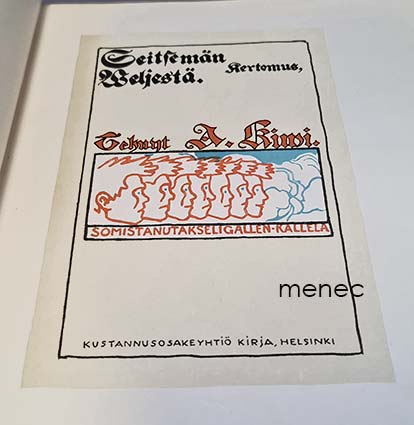 Seitsemän
Weljestä.
Kertomus,
Tehnyt A. Kiwi.
SOMISTANUT AKSELI GALLEN-KALLELA
menec
KUSTANNUSOSAKEYHTIÖ KIRJA, HELSINKI